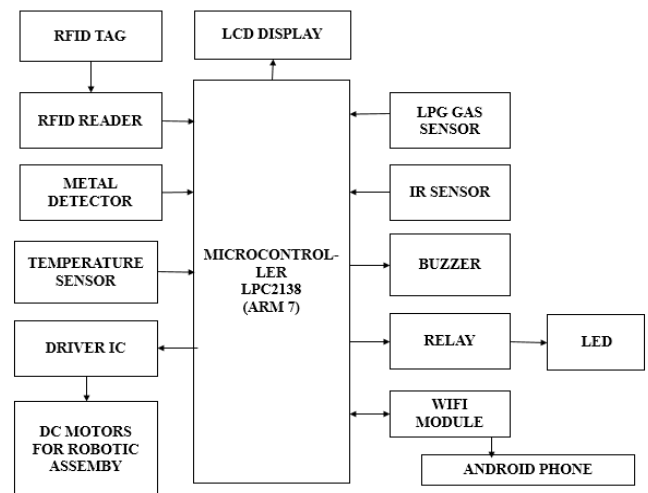 RFID TAG
LCD DISPLAY
RFID READER
LPG GAS
SENSOR
METAL
DETECTOR
IR SENSOR
TEMPERATURE
SENSOR
MICROCONTROL-
LER
LPC2138
(ARM 7)
BUZZER
DRIVER IC
RELAY
LED
DC MOTORS
FOR ROBOTIC
ASSEMBY
WIFI
MODULE
ANDROID PHONE